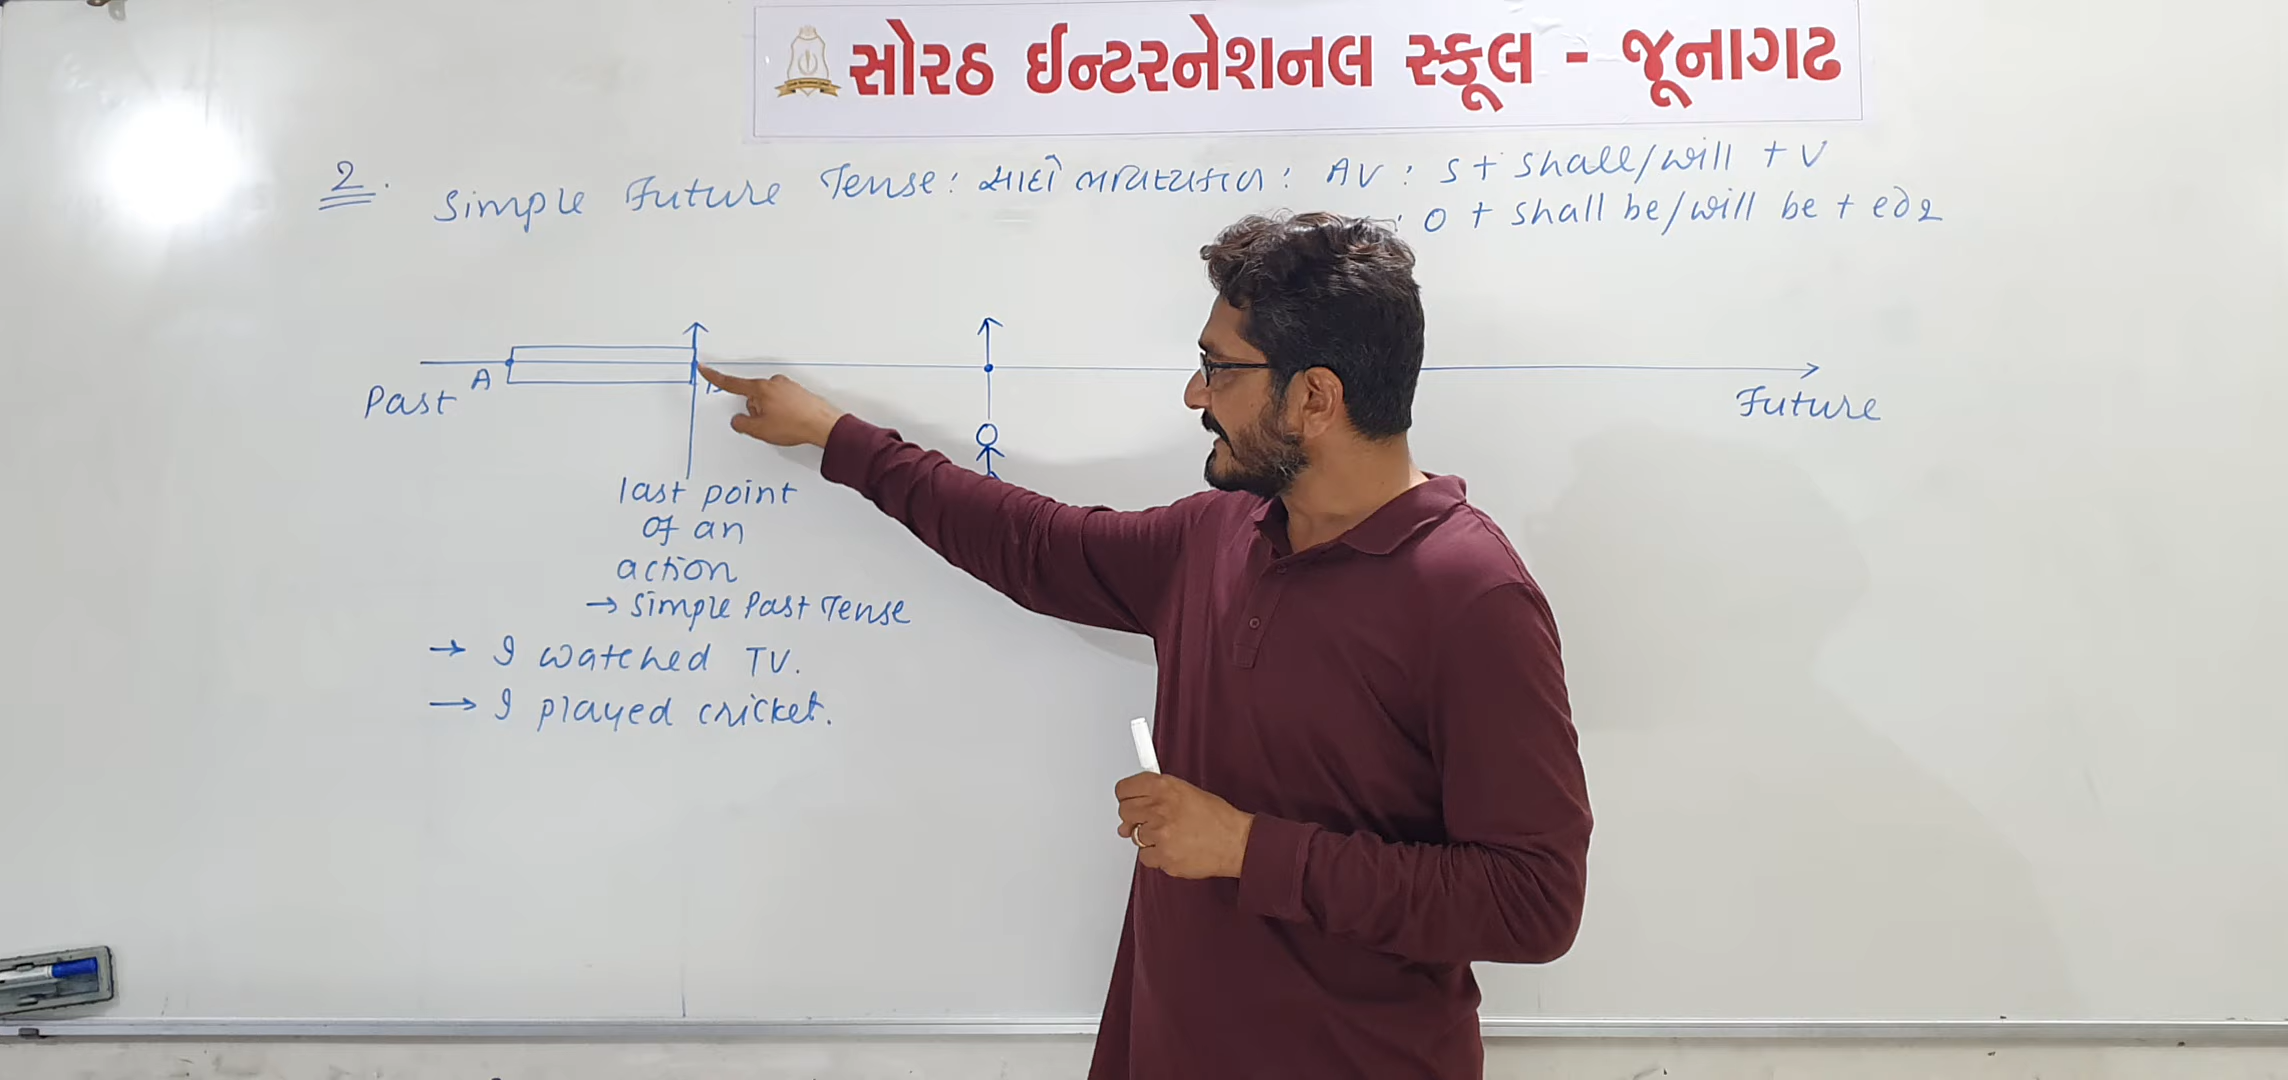 સોરઠ ઈન્ટરનેશનલ સ્કૂલ - જૂનાગઢ
2. Simple Future Tense: સાદો ભવિષ્યકાળ: AV: S + shall/will + V
: O + shall be/will be + ed2
A
Past
Future
last point
of an
action
→ Simple Past Tense
→ I watched TV.
→ I played cricket.